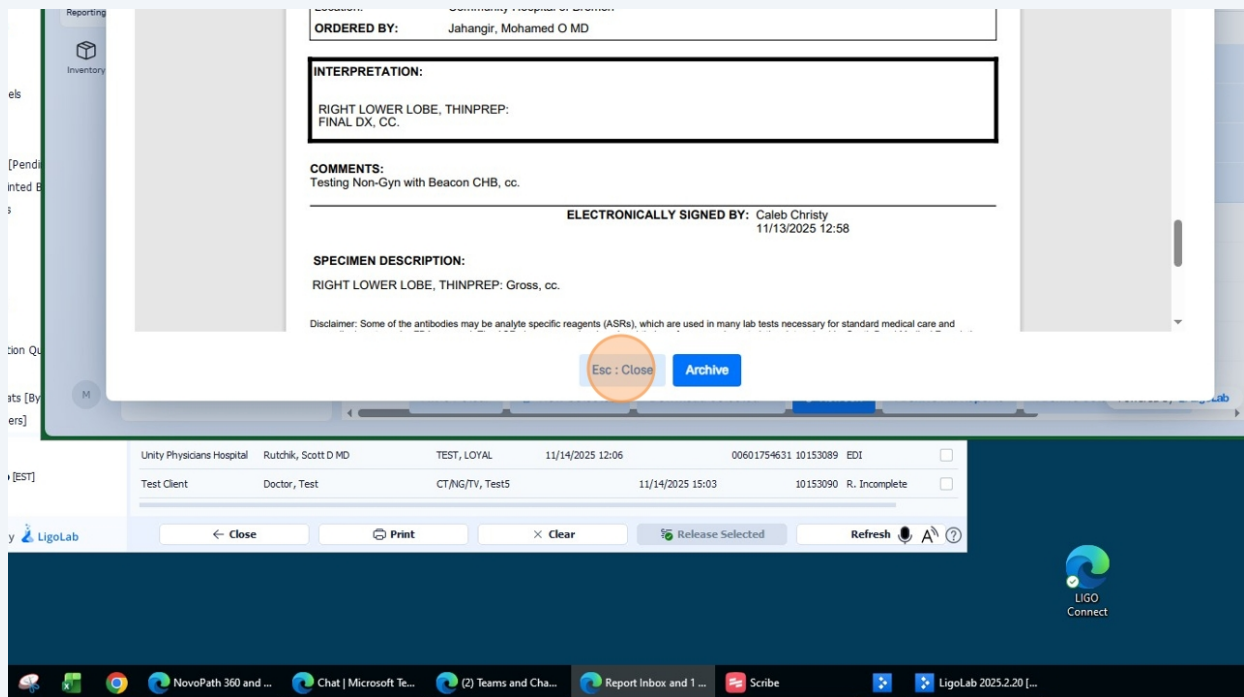 Reporting
Inventory
els
[Pendi
inted B
s
tion Qu
ats [By
ers]
[EST]
M
ORDERED BY: Jahangir, Mohamed O MD
INTERPRETATION:
RIGHT LOWER LOBE, THINPREP:
FINAL DX, CC.
COMMENTS:
Testing Non-Gyn with Beacon CHB, cc.
ELECTRONICALLY SIGNED BY: Caleb Christy
11/13/2025 12:58
SPECIMEN DESCRIPTION:
RIGHT LOWER LOBE, THINPREP: Gross, cc.
Disclaimer: Some of the antibodies may be analyte specific reagents (ASRs), which are used in many lab tests necessary for standard medical care and
Esc : Close Archive
Unity Physicians Hospital Rutchik, Scott D MD TEST, LOYAL 11/14/2025 12:06 00601754631 10153089 EDI
Test Client Doctor, Test CT/NG/TV, Test5 11/14/2025 15:03 10153090 R. Incomplete
y LigoLab
← Close Print × Clear Release Selected Refresh A ?
LIGO
Connect
NovoPath 360 and ... Chat | Microsoft Te... (2) Teams and Cha... Report Inbox and 1 ... Scribe LigoLab 2025.2.20 [...